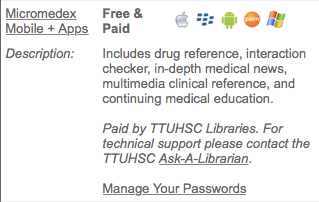 Micromedex Free &
Mobile + Apps Paid palm
Description: Includes drug reference, interaction
checker, in-depth medical news,
multimedia clinical reference, and
continuing medical education.
Paid by TTUHSC Libraries. For
technical support please contact the
TTUHSC Ask-A-Librarian.
Manage Your Passwords